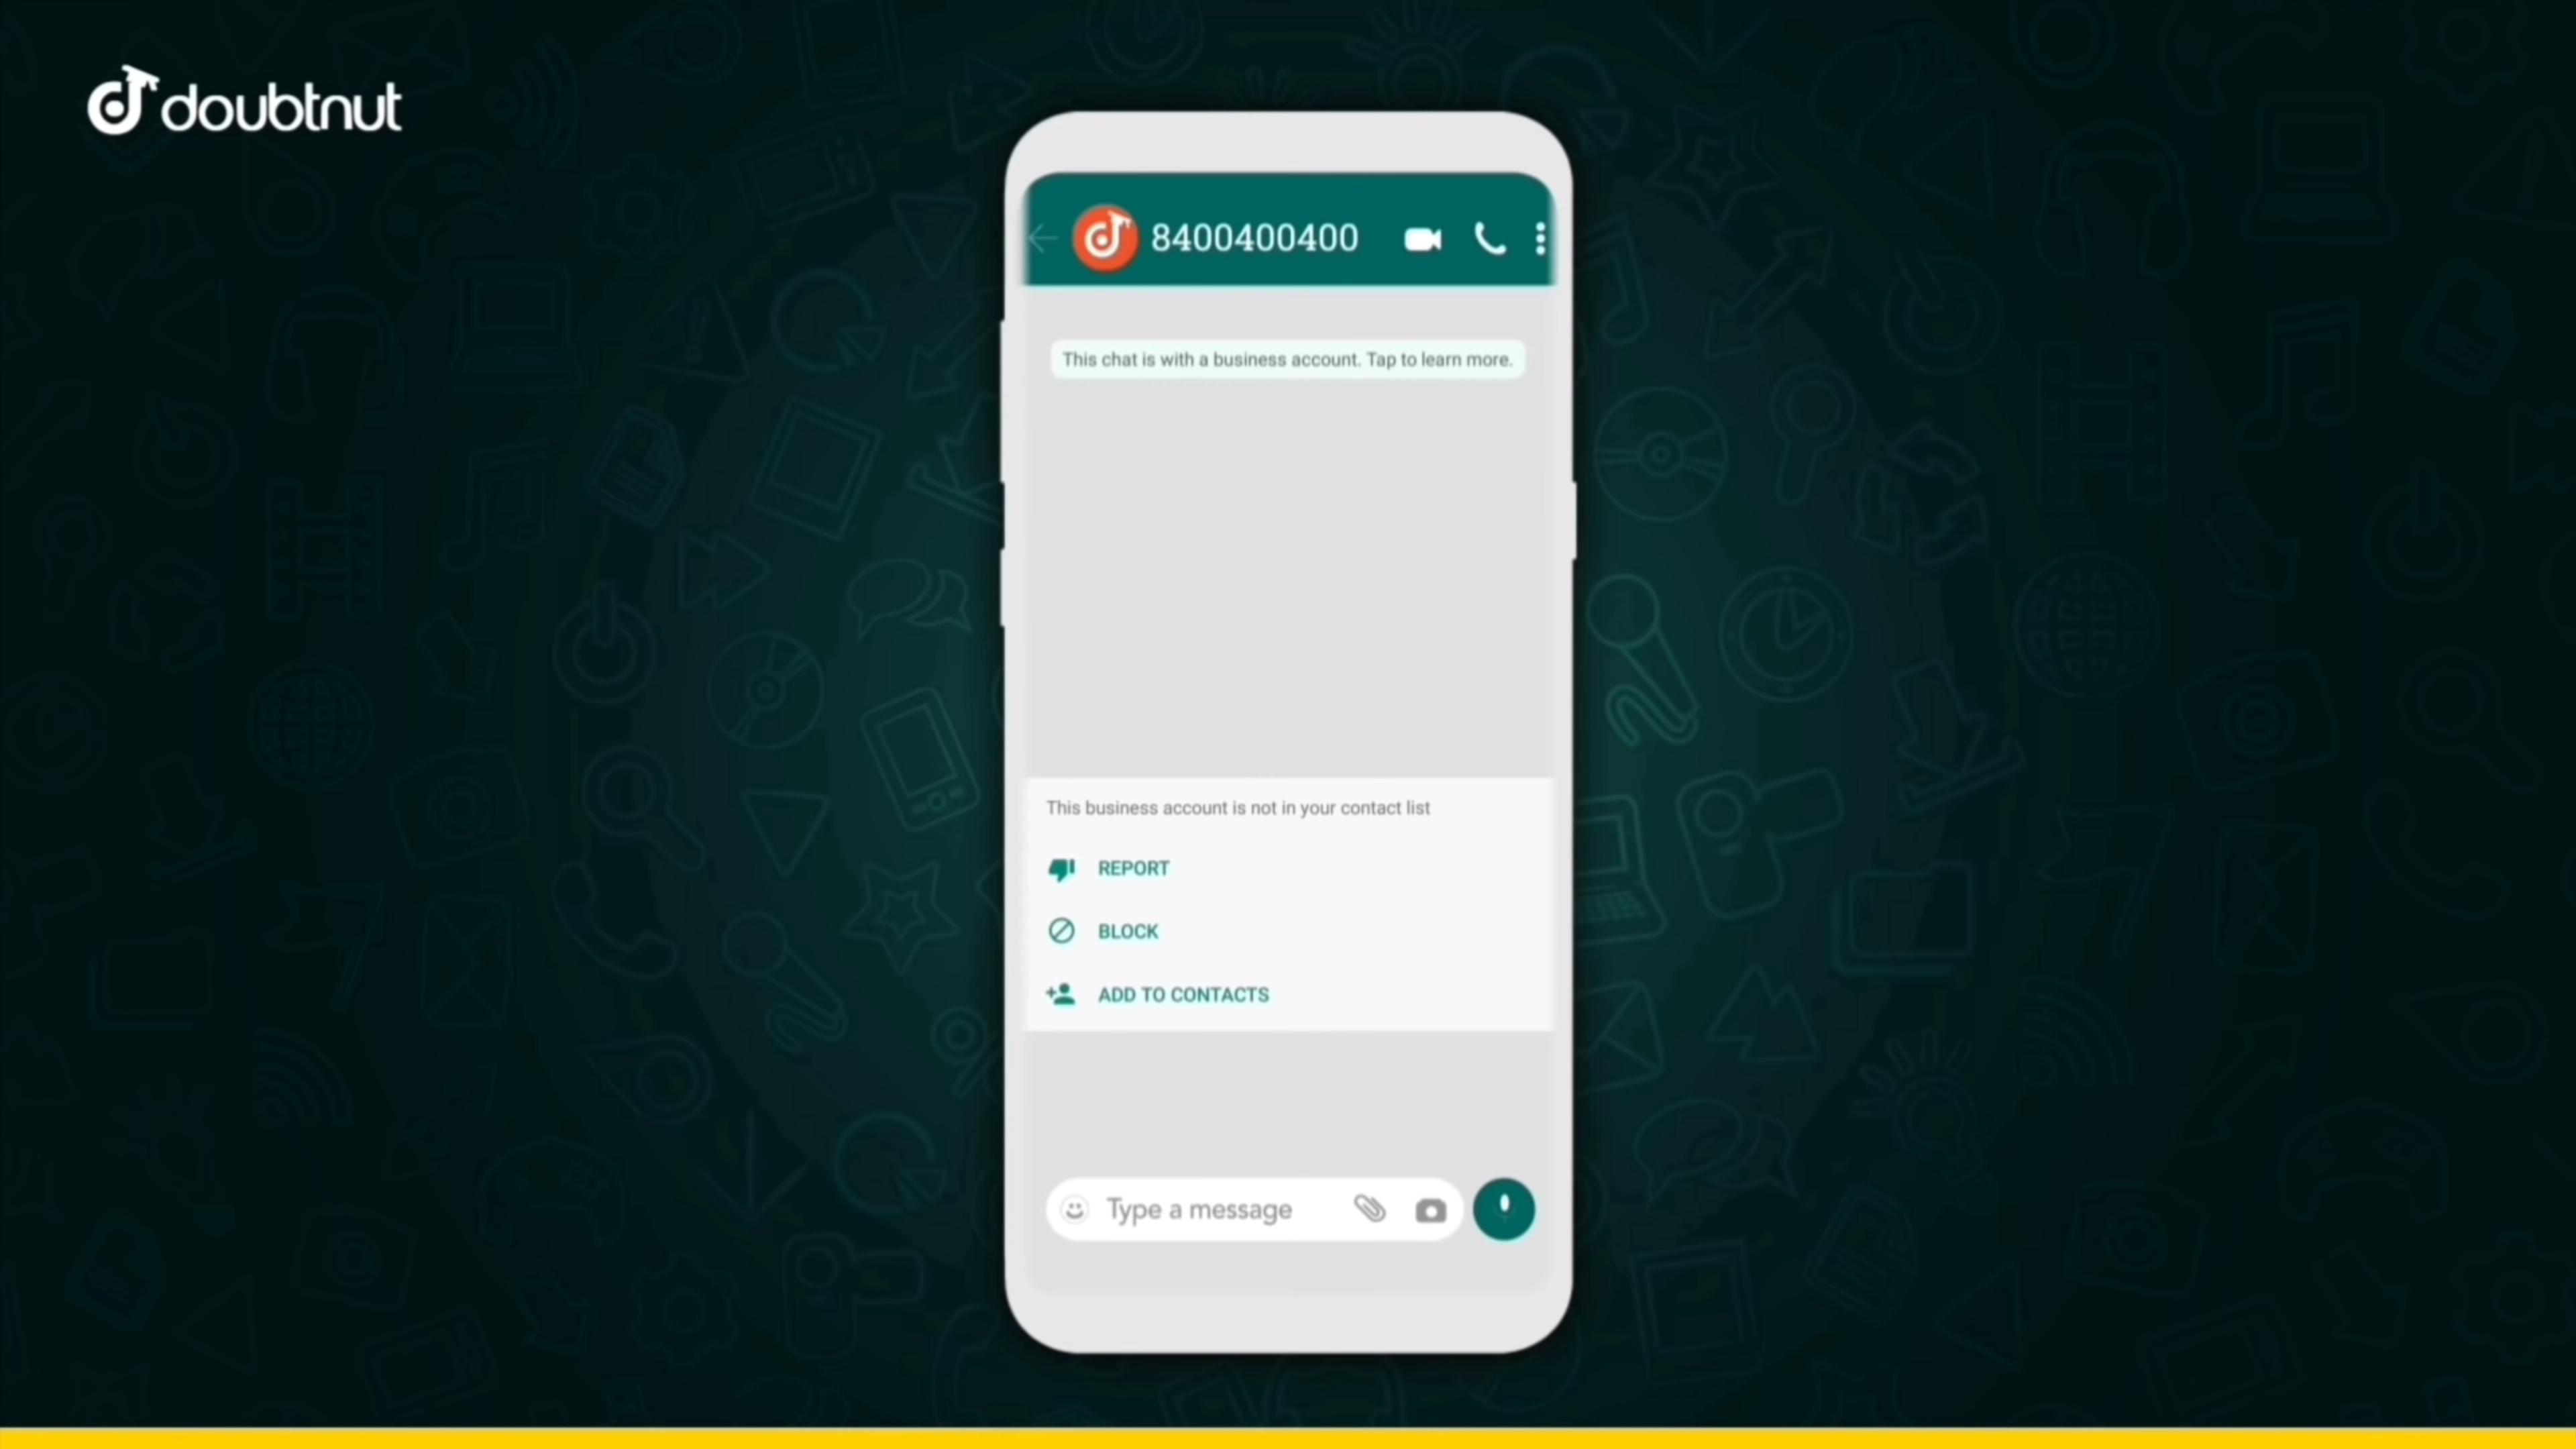 doubtnut
8400400400
This chat is with a business account. Tap to learn more.
This business account is not in your contact list
REPORT
BLOCK
ADD TO CONTACTS
Type a message